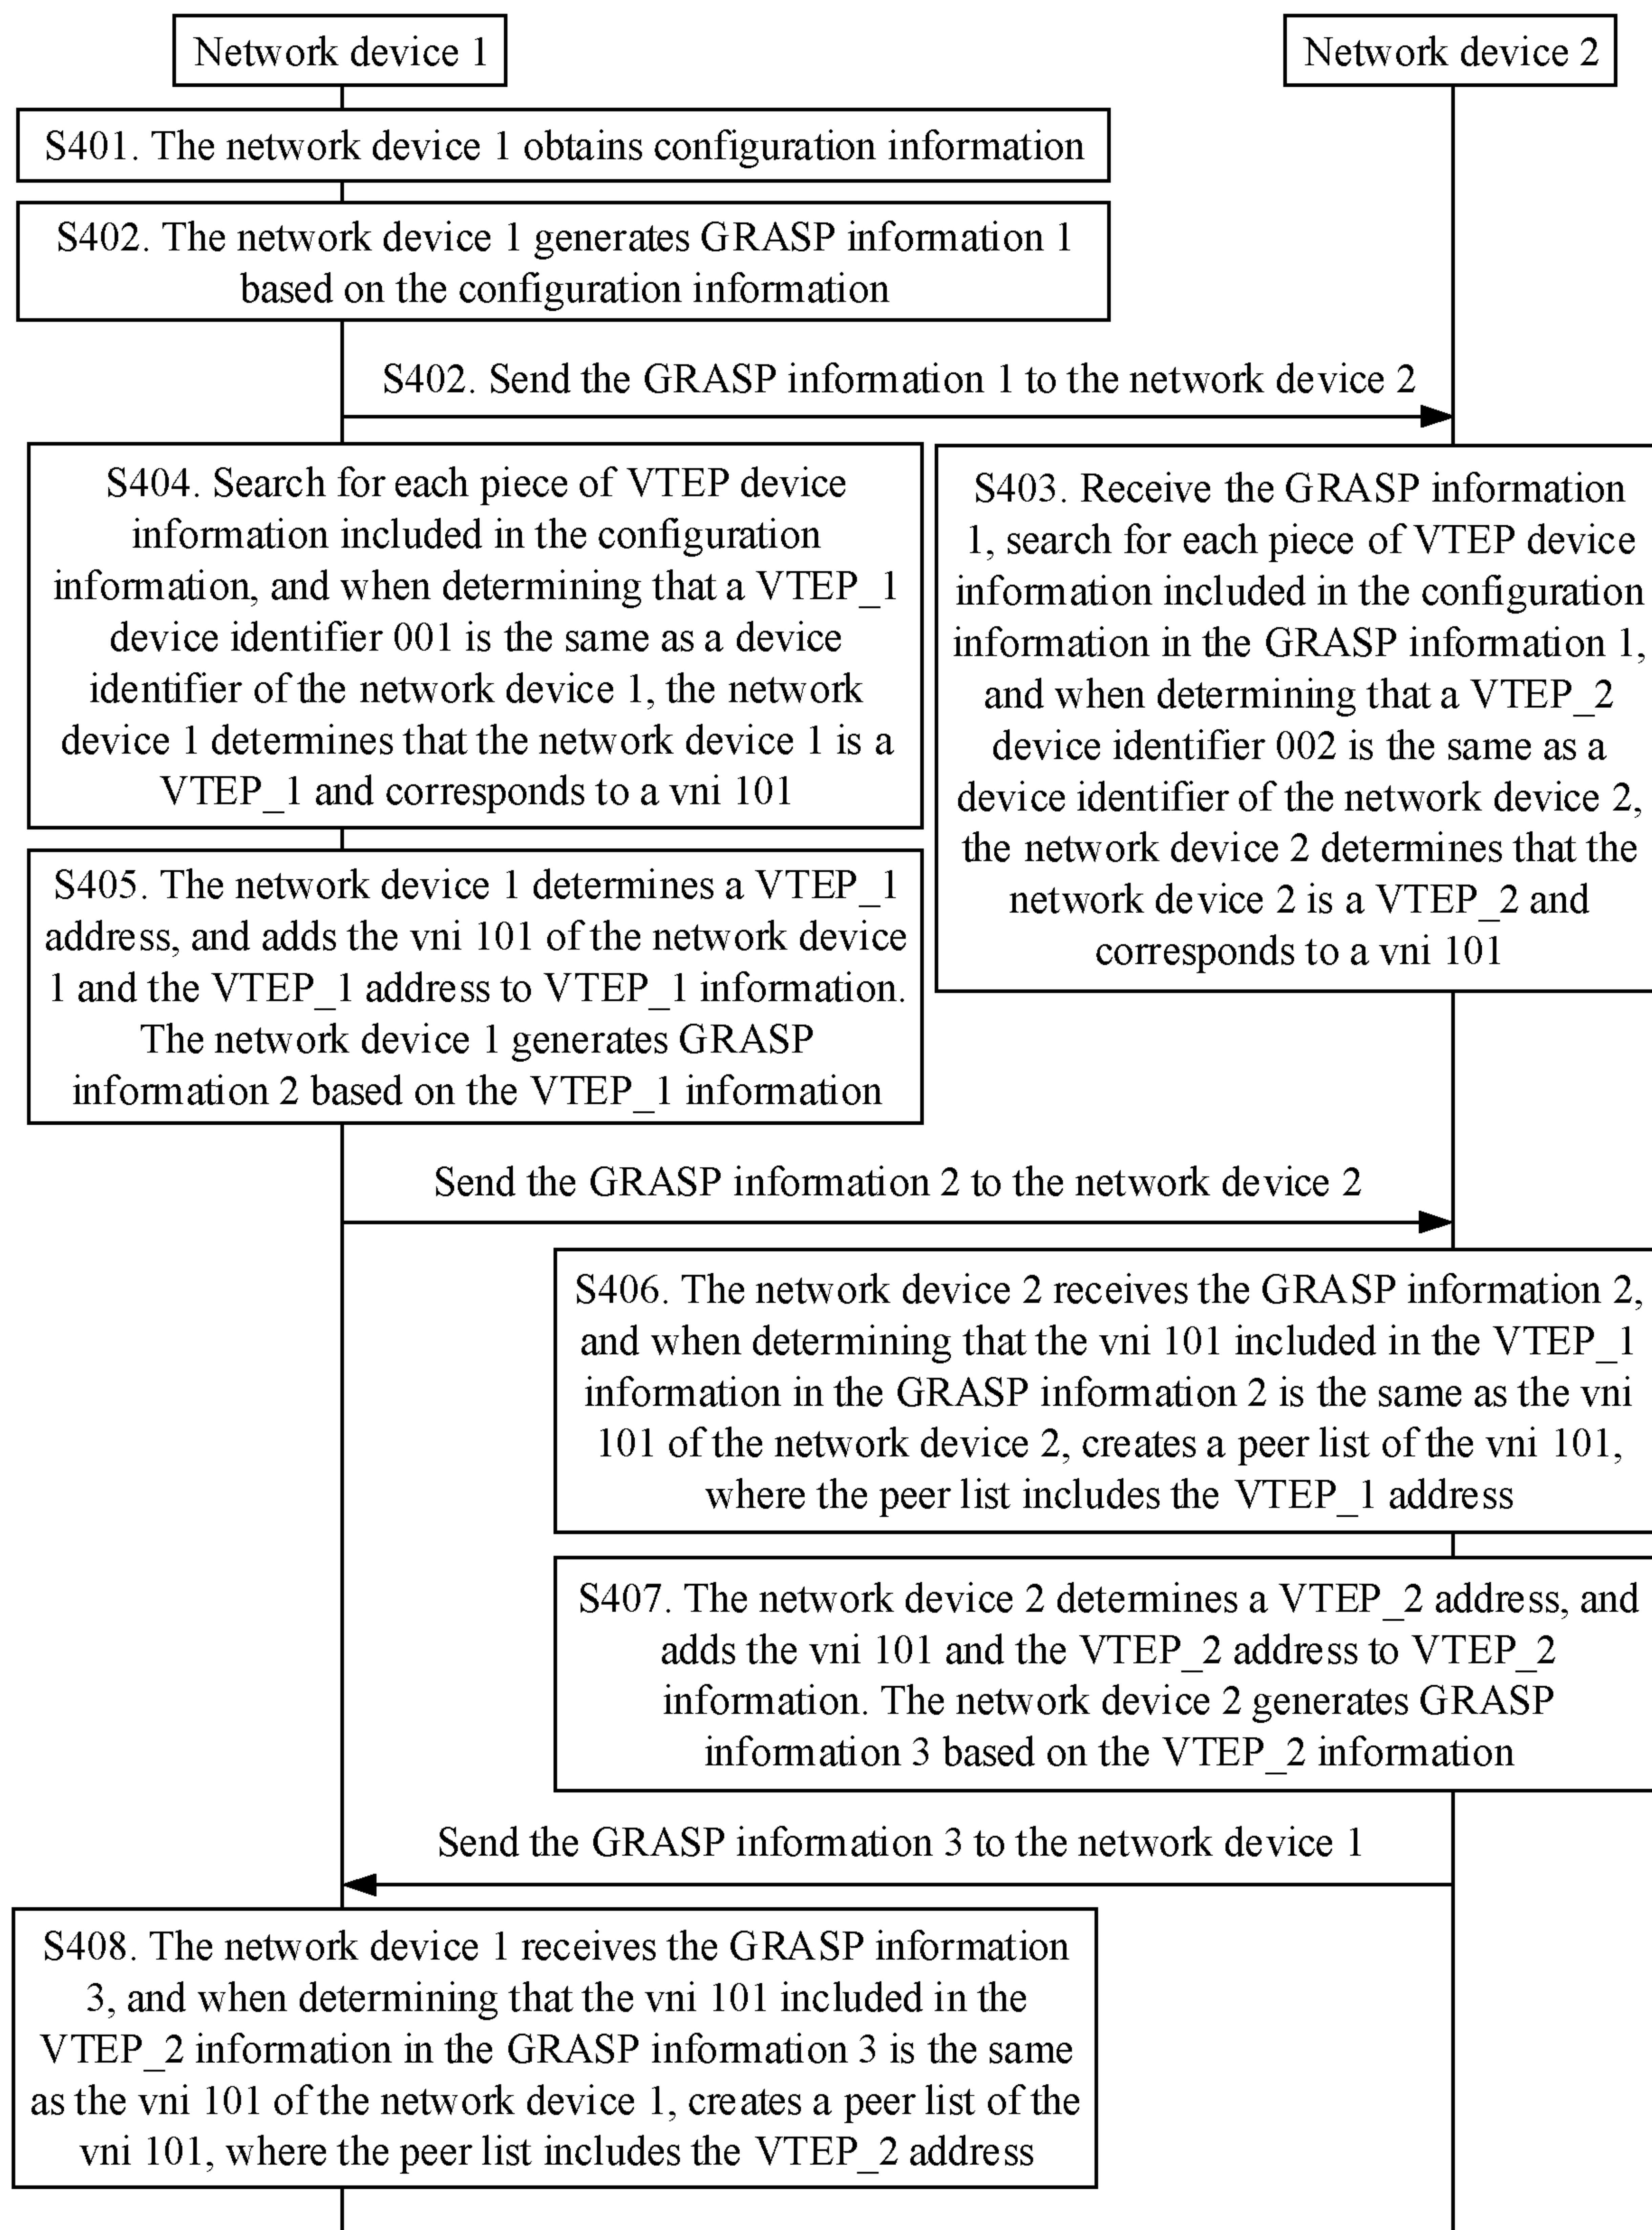 Network device 1
Network device 2
S401. The network device 1 obtains configuration information
S402. The network device 1 generates GRASP information 1
based on the configuration information
S402. Send the GRASP information 1 to the network device 2
S404. Search for each piece of VTEP device
information included in the configuration
information, and when determining that a VTEP_1
device identifier 001 is the same as a device
identifier of the network device 1, the network
device 1 determines that the network device 1 is a
VTEP_1 and corresponds to a vni 101
S403. Receive the GRASP information
1, search for each piece of VTEP device
information included in the configuration
information in the GRASP information 1,
and when determining that a VTEP_2
device identifier 002 is the same as a
device identifier of the network device 2,
the network device 2 determines that the
network device 2 is a VTEP_2 and
corresponds to a vni 101
S405. The network device 1 determines a VTEP_1
address, and adds the vni 101 of the network device
1 and the VTEP_1 address to VTEP_1 information.
The network device 1 generates GRASP
information 2 based on the VTEP_1 information
Send the GRASP information 2 to the network device 2
S406. The network device 2 receives the GRASP information 2,
and when determining that the vni 101 included in the VTEP_1
information in the GRASP information 2 is the same as the vni
101 of the network device 2, creates a peer list of the vni 101,
where the peer list includes the VTEP_1 address
S407. The network device 2 determines a VTEP_2 address, and
adds the vni 101 and the VTEP_2 address to VTEP_2
information. The network device 2 generates GRASP
information 3 based on the VTEP_2 information
Send the GRASP information 3 to the network device 1
S408. The network device 1 receives the GRASP information
3, and when determining that the vni 101 included in the
VTEP_2 information in the GRASP information 3 is the same
as the vni 101 of the network device 1, creates a peer list of the
vni 101, where the peer list includes the VTEP_2 address